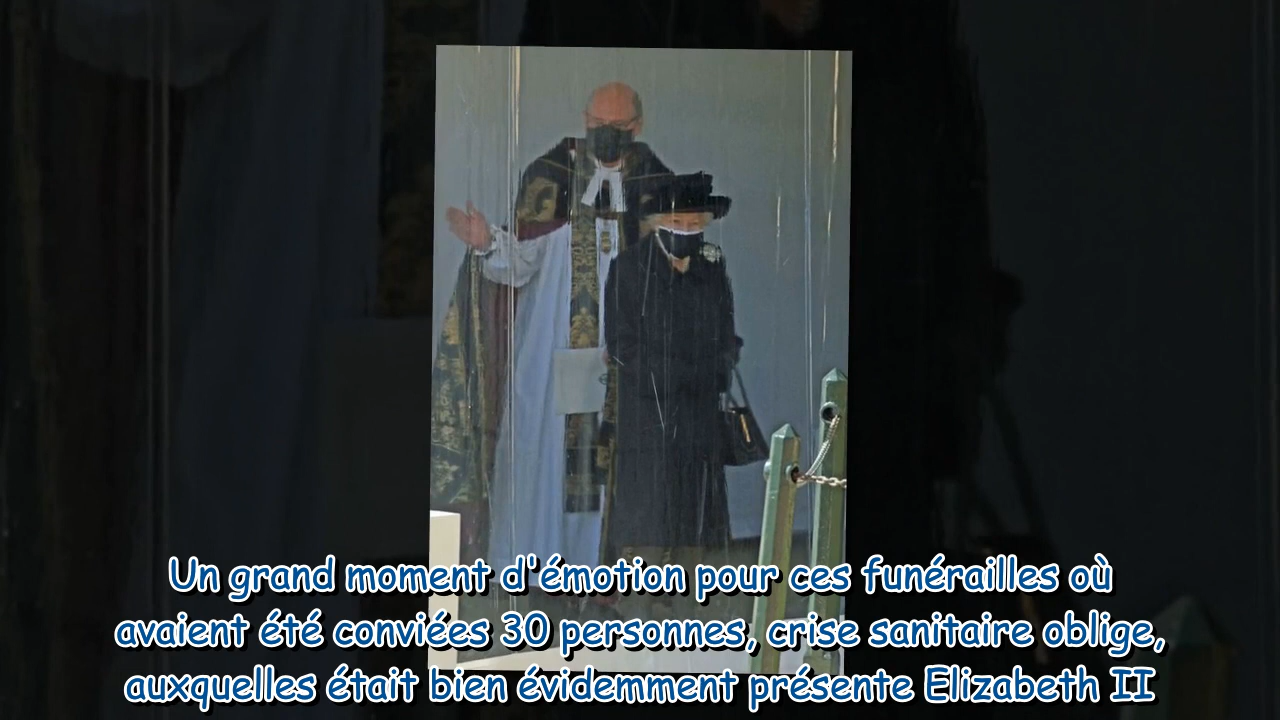 Un grand moment d'émotion pour ces funérailles où
avaient été conviées 30 personnes, crise sanitaire oblige,
auxquelles était bien évidemment présente Elizabeth II